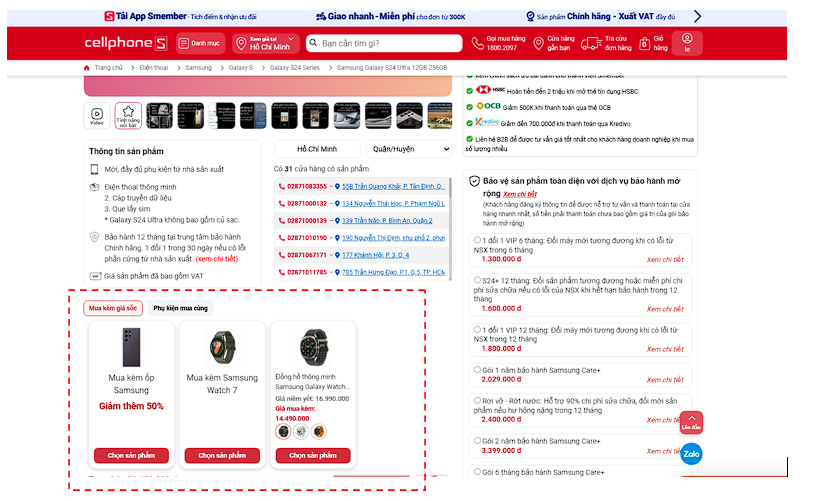 Tải App Smember - Tích điểm & nhận ưu đãi
Giao nhanh - Miễn phí cho đơn từ 300K
Sản phẩm Chính hãng - Xuất VAT đầy đủ
cellphoneS
Danh mục
Xem giá tại
Hồ Chí Minh
Bạn cần tìm gì?
Gọi mua hàng
1800.2097
Cửa hàng
gần bạn
Tra cứu
đơn hàng
Giỏ
hàng
le
Trang chủ > Điện thoại > Samsung > Galaxy S > Galaxy S24 Series > Samsung Galaxy S24 Ultra 12GB 256GB
Video
Tính năng
nổi bật
Thông tin sản phẩm
Mới, đầy đủ phụ kiện từ nhà sản xuất
Điện thoại thông minh
2. Cáp truyền dữ liệu
3. Que lấy sim
* Galaxy S24 Ultra không bao gồm củ sạc.
Bảo hành 12 tháng tại trung tâm bảo hành
Chính hãng. 1 đổi 1 trong 30 ngày nếu có lỗi
phần cứng từ nhà sản xuất. (xem chi tiết)
VAT
Giá sản phẩm đã bao gồm VAT
Hồ Chí Minh
Quận/Huyện
Có 31 cửa hàng có sản phẩm
02871083355 - 55B Trần Quang Khải, P. Tân Định, Q.
02871000132 - 134 Nguyễn Thái Học, P. Phạm Ngũ L
02871000139 - 139 Trần Não, P. Bình An, Quận 2
02871010190 - 190 Nguyễn Thị Định, khu phố 2, phườ
02871067171 - 177 Khánh Hội, P. 3, Q. 4
02871011785 - 785 Trần Hưng Đạo, P.1, Q.5, TP. HCM
Mua kèm giá sốc
Phụ kiện mua cùng
Mua kèm ốp
Samsung
Giảm thêm 50%
Chọn sản phẩm
Mua kèm Samsung
Watch 7
Chọn sản phẩm
Đồng hồ thông minh
Samsung Galaxy Watch...
Giá niêm yết: 16.990.000
Giá mua kèm:
14.490.000
Chọn sản phẩm
Xem chính sách ưu đãi dành cho thành viên Smember
HSBC Hoàn tiền đến 2 triệu khi mở thẻ tín dụng HSBC
OCB Giảm 500K khi thanh toán qua thẻ OCB
Kredivo Giảm đến 700.000đ khi thanh toán qua Kredivo
Liên hệ B2B để được tư vấn giá tốt nhất cho khách hàng doanh nghiệp khi mua
số lượng nhiều
Bảo vệ sản phẩm toàn diện với dịch vụ bảo hành mở
rộng Xem chi tiết
(Khách hàng đăng ký thông tin để được hỗ trợ tư vấn và thanh toán tại cửa
hàng nhanh nhất, số tiền phải thanh toán chưa bao gồm giá trị của gói bảo
hành mở rộng)
1 đổi 1 VIP 6 tháng: Đổi máy mới tương đương khi có lỗi từ
NSX trong 6 tháng
1.300.000 đ
Xem chi tiết
S24+ 12 tháng: Đổi sản phẩm tương đương hoặc miễn phí chi
phí sửa chữa nếu có lỗi của NSX khi hết hạn bảo hành trong 12
tháng
1.600.000 đ
Xem chi tiết
1 đổi 1 VIP 12 tháng: Đổi máy mới tương đương khi có lỗi từ
NSX trong 12 tháng
1.800.000 đ
Xem chi tiết
Gói 1 năm bảo hành Samsung Care+
2.029.000 đ
Xem chi tiết
Rơi vỡ - Rớt nước: Hỗ trợ 90% chi phí sửa chữa, đổi mới sản
phẩm nếu hư hỏng nặng trong 12 tháng
2.400.000 đ
Xem chi
Gói 2 năm bảo hành Samsung Care+
3.399.000 đ
Xem
Gói 6 tháng bảo hành Samsung Care+
Lên đầu
Zalo